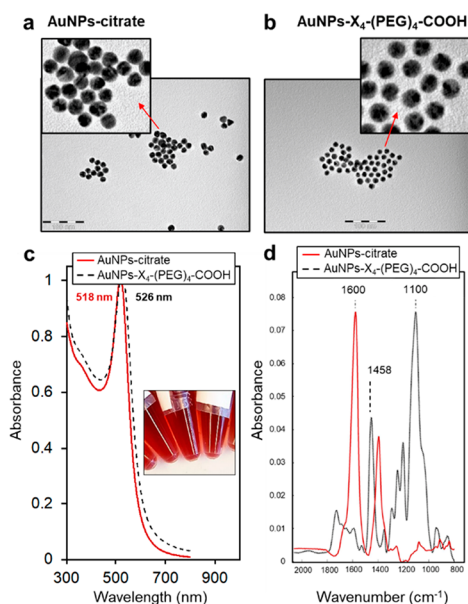 a AuNPs-citrate
b AuNPs-X₄-(PEG)₄-COOH
100 nm
c
AuNPs-citrate
AuNPs-X₄-(PEG)₄-COOH
518 nm
526 nm
Absorbance
1
0.8
0.6
0.4
0.2
0
300 500 700 900
Wavelength (nm)
d
AuNPs-citrate
AuNPs-X₄-(PEG)₄-COOH
1600 1100
1458
Absorbance
0.08
0.07
0.06
0.05
0.04
0.03
0.02
0.01
0
2000 1800 1600 1400 1200 1000 800
Wavenumber (cm⁻¹)